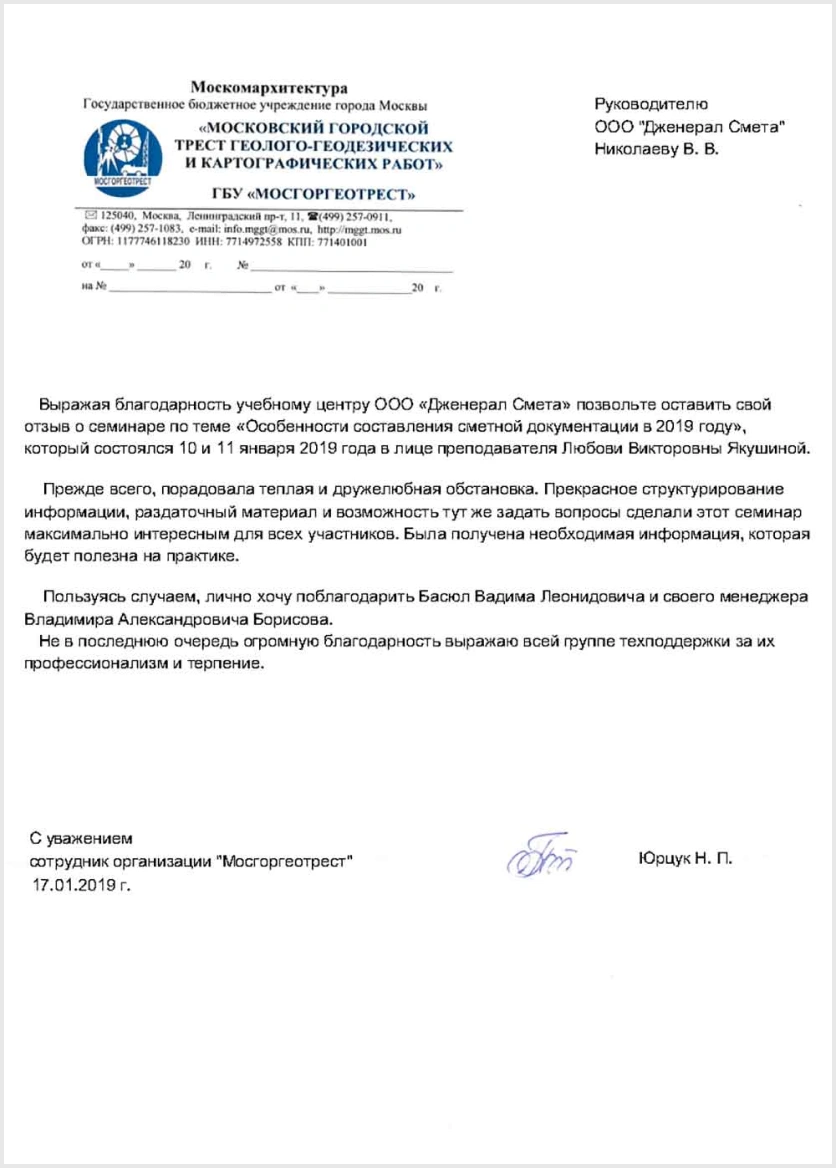 Москомархитектура
Государственное бюджетное учреждение города Москвы
«МОСКОВСКИЙ ГОРОДСКОЙ
ТРЕСТ ГЕОЛОГО-ГЕОДЕЗИЧЕСКИХ
И КАРТОГРАФИЧЕСКИХ РАБОТ»
МОСГОРГЕОТРЕСТ
ГБУ «МОСГОРГЕОТРЕСТ»
125040, Москва, Ленинградский пр-т, 11, ☎(499) 257-0911,
факс: (499) 257-1083, e-mail: info.mggt@mos.ru, http://mggt.mos.ru
ОГРН: 1177746118230 ИНН: 7714972558 КПП: 771401001
от «____» ______ 20 г. № ______________________________
на № ________________________ от «___» ____________20 г.
Руководителю
ООО "Дженерал Смета"
Николаеву В. В.
Выражая благодарность учебному центру ООО «Дженерал Смета» позвольте оставить свой
отзыв о семинаре по теме «Особенности составления сметной документации в 2019 году»,
который состоялся 10 и 11 января 2019 года в лице преподавателя Любови Викторовны Якушиной.
Прежде всего, порадовала теплая и дружелюбная обстановка. Прекрасное структурирование
информации, раздаточный материал и возможность тут же задать вопросы сделали этот семинар
максимально интересным для всех участников. Была получена необходимая информация, которая
будет полезна на практике.
Пользуясь случаем, лично хочу поблагодарить Басюл Вадима Леонидовича и своего менеджера
Владимира Александровича Борисова.
Не в последнюю очередь огромную благодарность выражаю всей группе техподдержки за их
профессионализм и терпение.
С уважением
сотрудник организации "Мосгоргеотрест"
17.01.2019 г.
Юрцук Н. П.